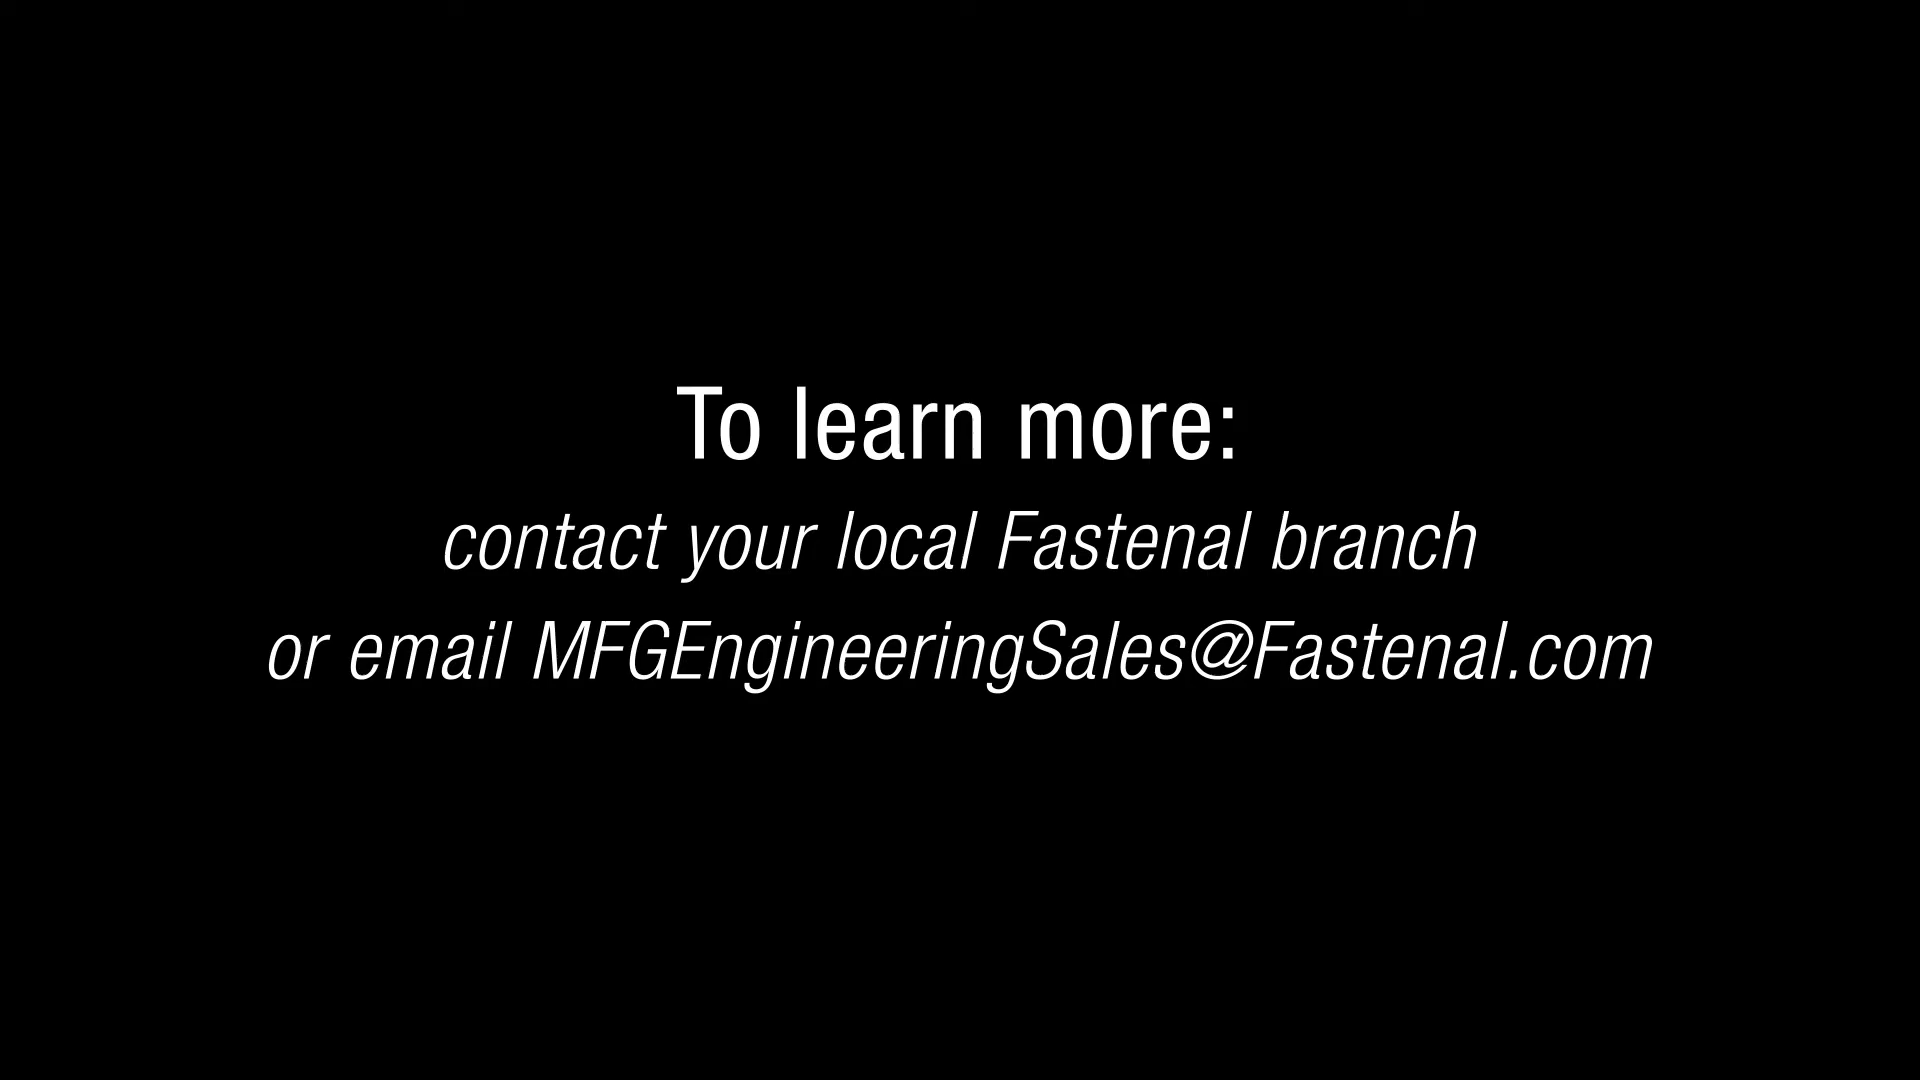 To learn more:
contact your local Fastenal branch
or email MFGEngineeringSales@Fastenal.com